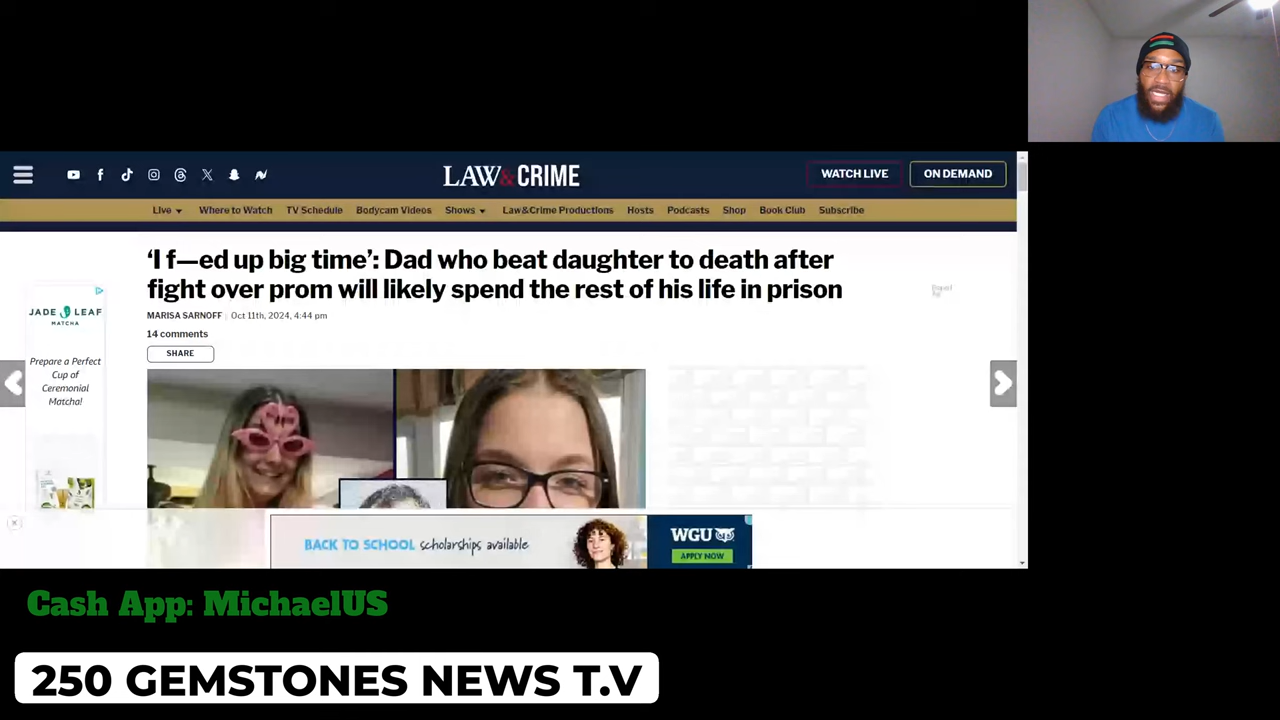 LAW&CRIME
WATCH LIVE
ON DEMAND
Live
Where to Watch
TV Schedule
Bodycam Videos
Shows
Law&Crime Productions
Hosts
Podcasts
Shop
Book Club
Subscribe
‘I f—ed up big time’: Dad who beat daughter to death after
fight over prom will likely spend the rest of his life in prison
MARISA SARNOFF | Oct 11th, 2024, 4:44 pm
14 comments
SHARE
JADE LEAF
MATCHA
Prepare a Perfect
Cup of
Ceremonial
Matcha!
BACK TO SCHOOL scholarships available
WGU
APPLY NOW
Cash App: MichaelUS
250 GEMSTONES NEWS T.V